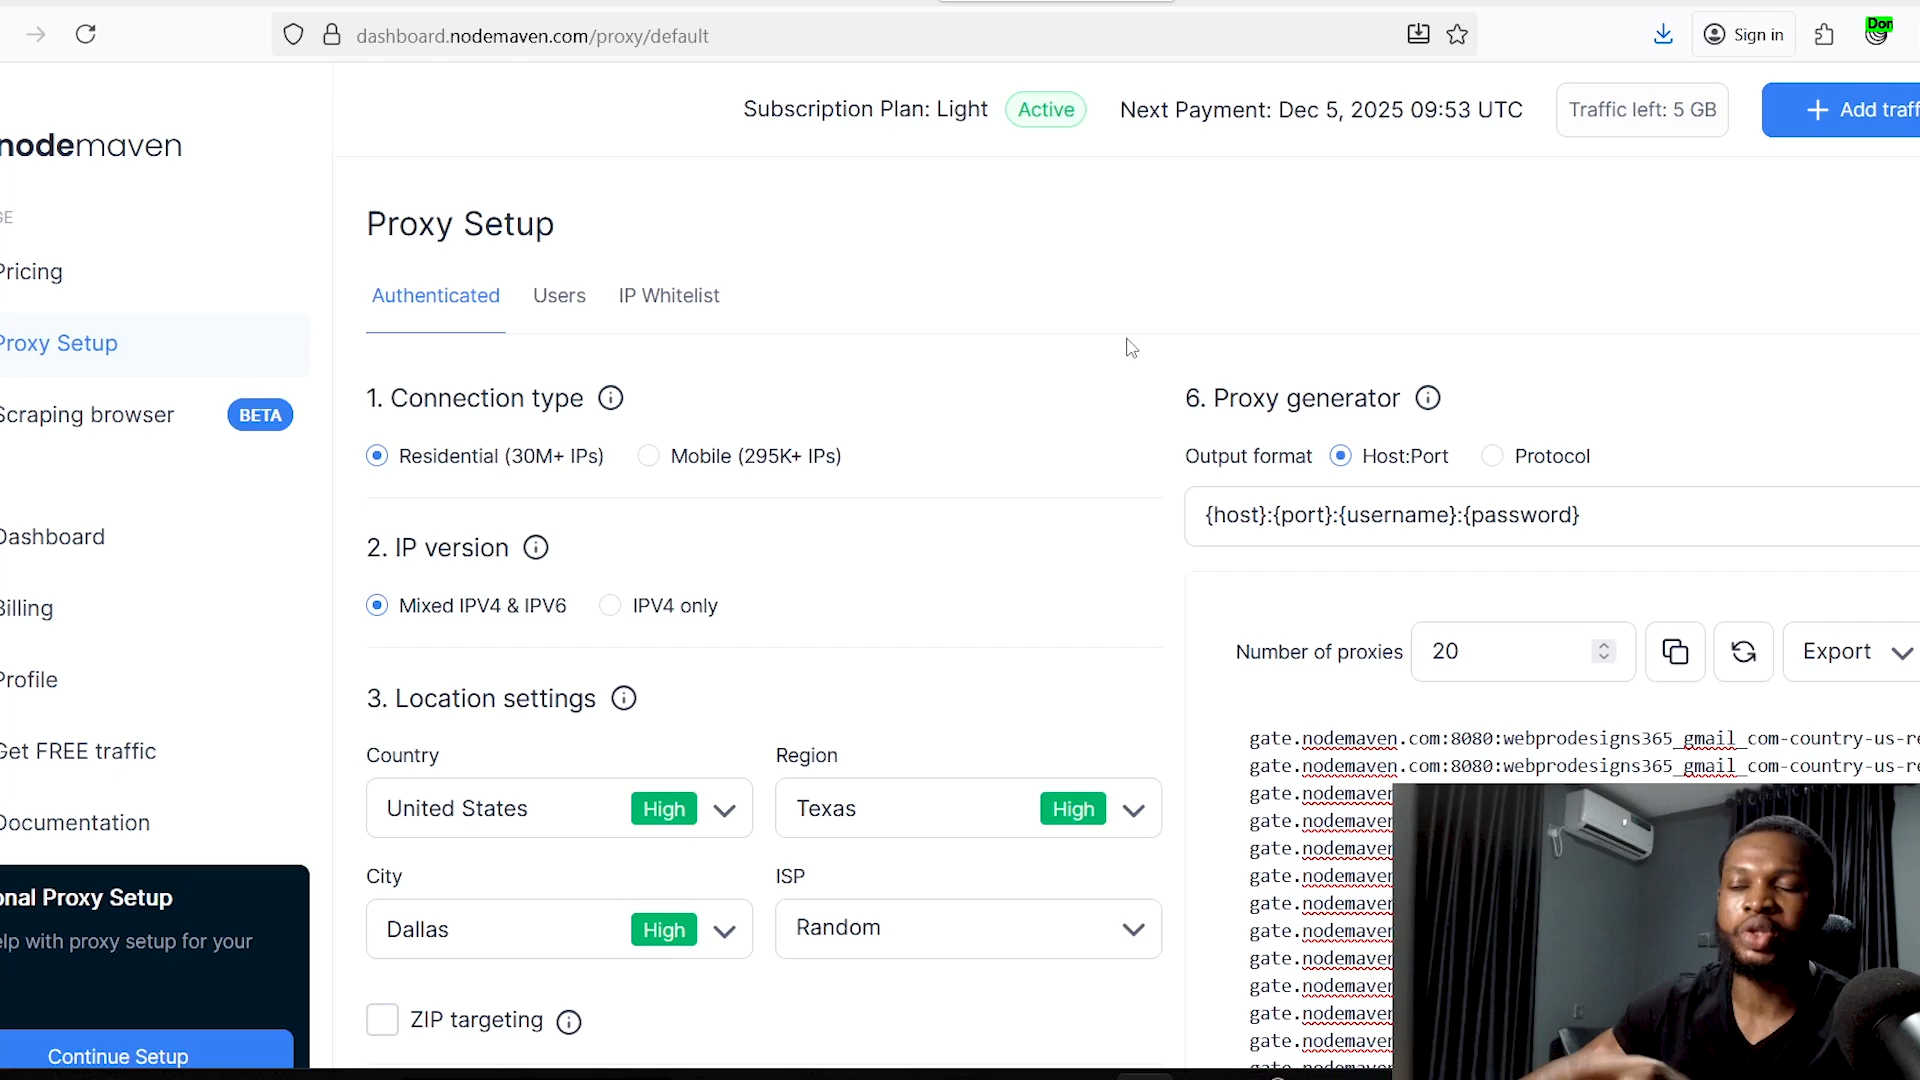 dashboard.nodemaven.com/proxy/default
Sign in
Don
Subscription Plan: Light Active Next Payment: Dec 5, 2025 09:53 UTC Traffic left: 5 GB + Add traff
nodemaven
GE
Pricing
Proxy Setup
Scraping browser BETA
Dashboard
Billing
Profile
Get FREE traffic
Documentation
onal Proxy Setup
elp with proxy setup for your
Continue Setup
Proxy Setup
Authenticated Users IP Whitelist
1. Connection type
Residential (30M+ IPs) Mobile (295K+ IPs)
2. IP version
Mixed IPV4 & IPV6 IPV4 only
3. Location settings
Country Region
United States High Texas High
City ISP
Dallas High Random
ZIP targeting
6. Proxy generator
Output format Host:Port Protocol
{host}:{port}:{username}:{password}
Number of proxies 20 Export
gate.nodemaven.com:8080:webprodesigns365_gmail_com-country-us-re
gate.nodemaven.com:8080:webprodesigns365_gmail_com-country-us-re
gate.nodemaven
gate.nodemaven
gate.nodemaven
gate.nodemaven
gate.nodemaven
gate.nodemaven
gate.nodemaven
gate.nodemaven
gate.nodemaven
gate.nodemaven